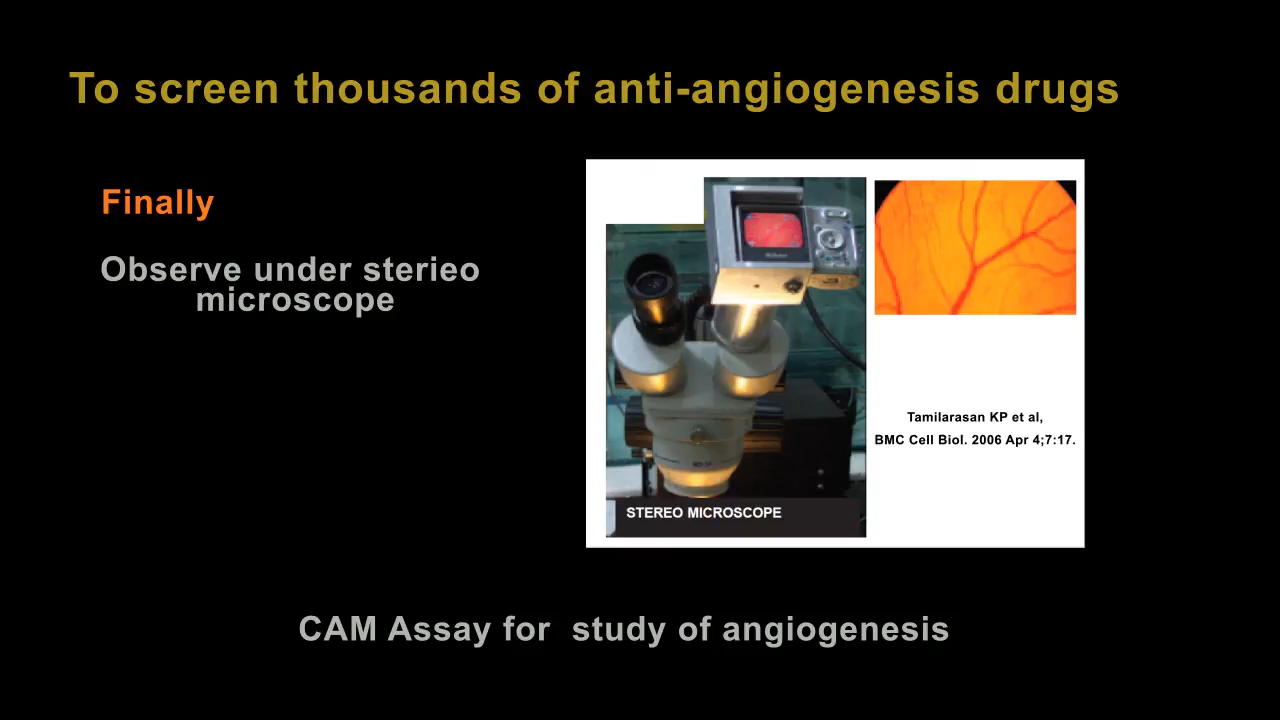 To screen thousands of anti-angiogenesis drugs
Finally
Observe under sterieo
microscope
STEREO MICROSCOPE
Tamilarasan KP et al,
BMC Cell Biol. 2006 Apr 4;7:17.
CAM Assay for  study of angiogenesis